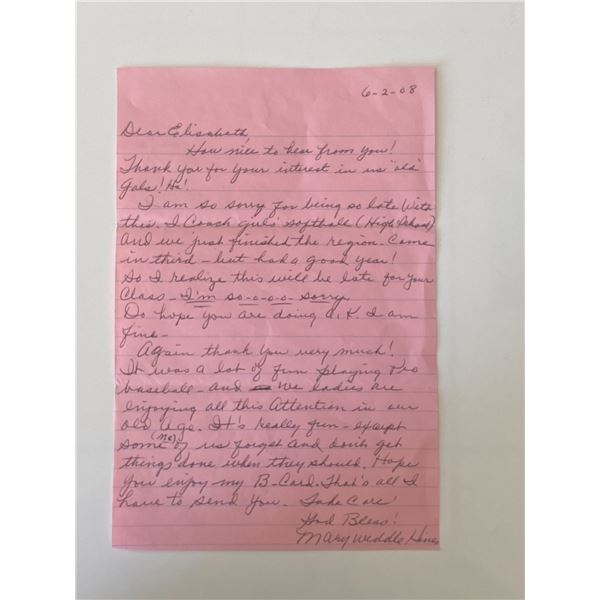 6-2-08
Dear Elisabeth,
How nice to hear from you!
Thank you for your interest in us "old"
Gals! Ha!
I am so sorry for being so late with
this. I Coach girls' softball (High School)
And we just finished the region - Came
in third - but had a good year!
So I realize this will be late for your
Class - I'm so-o-o-o- sorry
Do hope you are doing O.K. I am
fine -
Again thank you very much!
It was a lot of fun playing Pro
baseball - and we ladies are
enjoying all this Attention in our
old age. It's really fun - except
some (me) of us forget and don't get
things done when they should. Hope
you enjoy my B-Card. That's all I
have to send you. Take Care!
God Bless!
Mary Weddle Hines